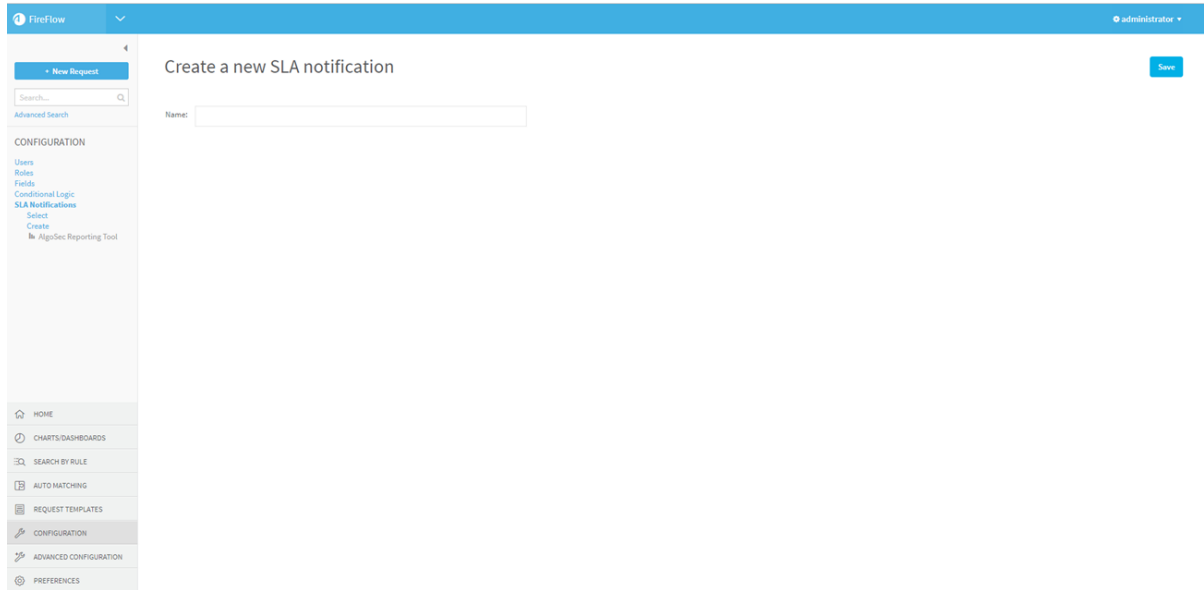 FireFlow
administrator
+ New Request
Search...
Advanced Search
CONFIGURATION
Users
Roles
Fields
Conditional Logic
SLA Notifications
Select
Create
AlgoSec Reporting Tool
Create a new SLA notification
Save
Name:
HOME
CHARTS/DASHBOARDS
SEARCH BY RULE
AUTO MATCHING
REQUEST TEMPLATES
CONFIGURATION
ADVANCED CONFIGURATION
PREFERENCES